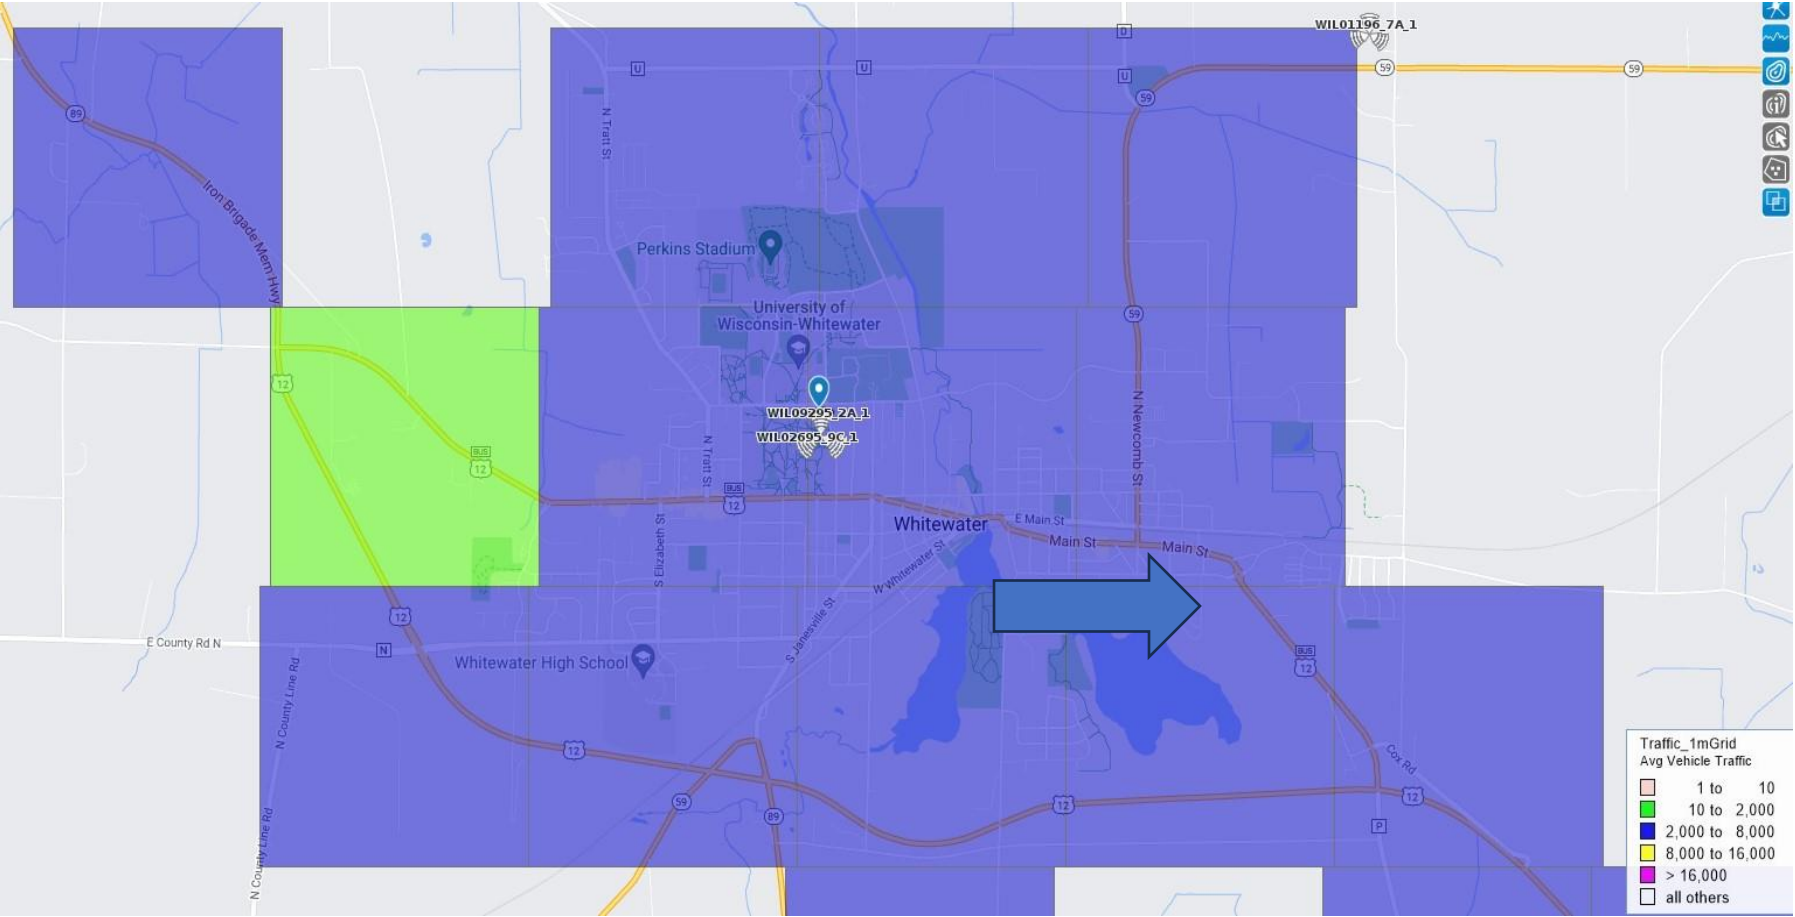 WIL01196_7A_1
D
U
U
U
59
59
59
89
N Tratt St
Iron Brigade Mem Hwy
Perkins Stadium
University of
Wisconsin-Whitewater
59
12
WIL09295_2A_1
WIL02695_9C_1
N Newcomb St
N Tratt St
BUS
12
BUS
12
Whitewater
E Main St
Main St
Main St
S Elizabeth St
W Whitewater St
12
S Janesville St
E County Rd N
N
Whitewater High School
BUS
12
N County Line Rd
12
Cox Rd
59
89
12
12
P
N County Line Rd
Traffic_1mGrid
Avg Vehicle Traffic
1 to 10
10 to 2,000
2,000 to 8,000
8,000 to 16,000
> 16,000
all others